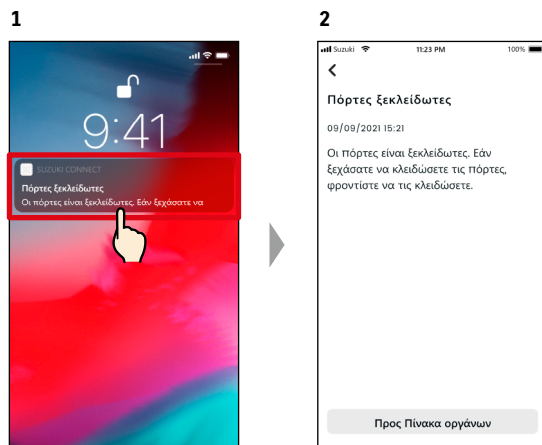 1
9:41
SUZUKI CONNECT
Πόρτες ξεκλείδωτες
Οι πόρτες είναι ξεκλείδωτες. Εάν ξεχάσατε να
2
Suzuki 11:23 PM 100%
Πόρτες ξεκλείδωτες
09/09/2021 15:21
Οι πόρτες είναι ξεκλείδωτες. Εάν
ξεχάσατε να κλειδώσετε τις πόρτες,
φροντίστε να τις κλειδώσετε.
Προς Πίνακα οργάνων